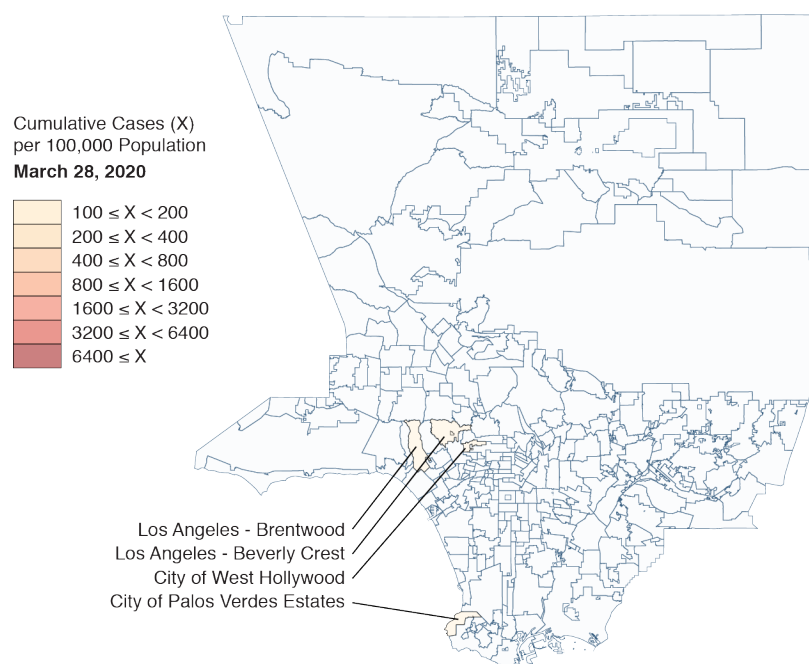 Cumulative Cases (X)
per 100,000 Population
March 28, 2020
100 ≤ X < 200
200 ≤ X < 400
400 ≤ X < 800
800 ≤ X < 1600
1600 ≤ X < 3200
3200 ≤ X < 6400
6400 ≤ X
Los Angeles - Brentwood
Los Angeles - Beverly Crest
City of West Hollywood
City of Palos Verdes Estates